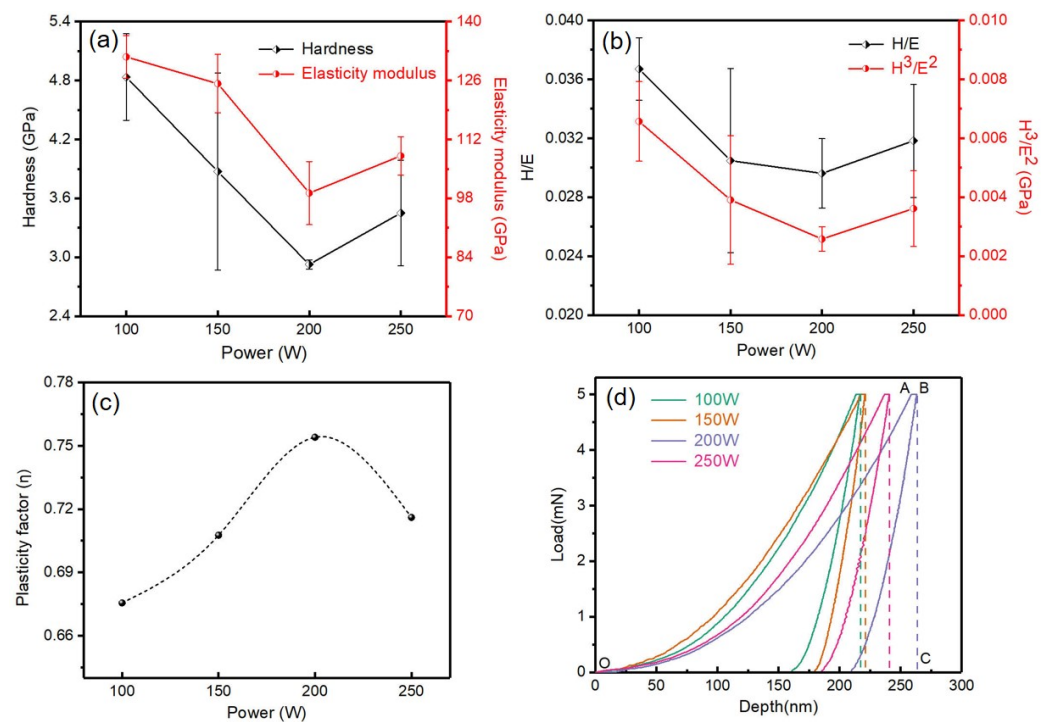 (a)
Hardness
Elasticity modulus
5.4
4.8
4.2
3.6
3.0
2.4
Hardness (GPa)
140
126
112
98
84
70
Elasticity modulus (GPa)
100 150 200 250
Power (W)
(b)
H/E
H³/E²
0.040
0.036
0.032
0.028
0.024
0.020
H/E
0.010
0.008
0.006
0.004
0.002
0.000
H³/E² (GPa)
100 150 200 250
Power (W)
(c)
0.78
0.75
0.72
0.69
0.66
Plasticity factor (η)
100 150 200 250
Power (W)
(d)
100W
150W
200W
250W
A B
O
C
5
4
3
2
1
0
Load(mN)
0 50 100 150 200 250 300
Depth(nm)